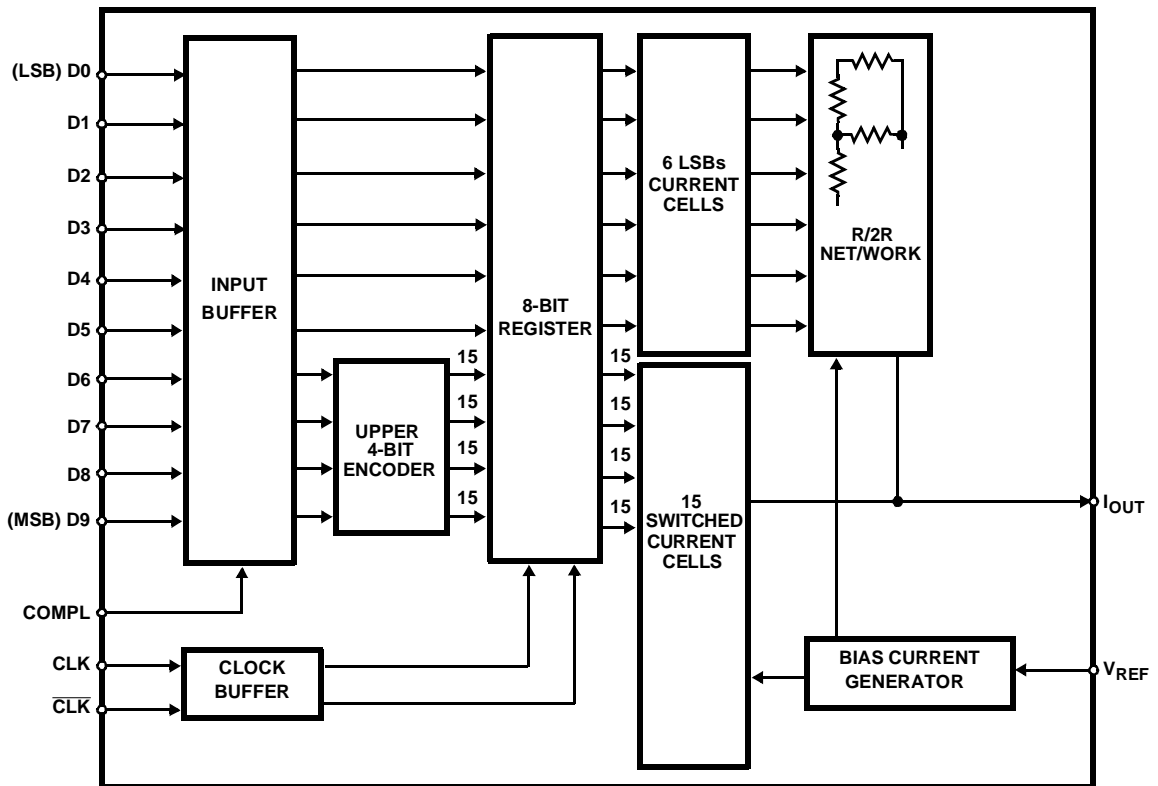 (LSB) D0
D1
D2
D3
D4
D5
D6
D7
D8
(MSB) D9
COMPL
CLK
CLK
INPUT
BUFFER
UPPER
4-BIT
ENCODER
CLOCK
BUFFER
15
15
15
15
8-BIT
REGISTER
15
15
15
15
6 LSBs
CURRENT
CELLS
15
SWITCHED
CURRENT
CELLS
R/2R
NET/WORK
BIAS CURRENT
GENERATOR
IOUT
VREF